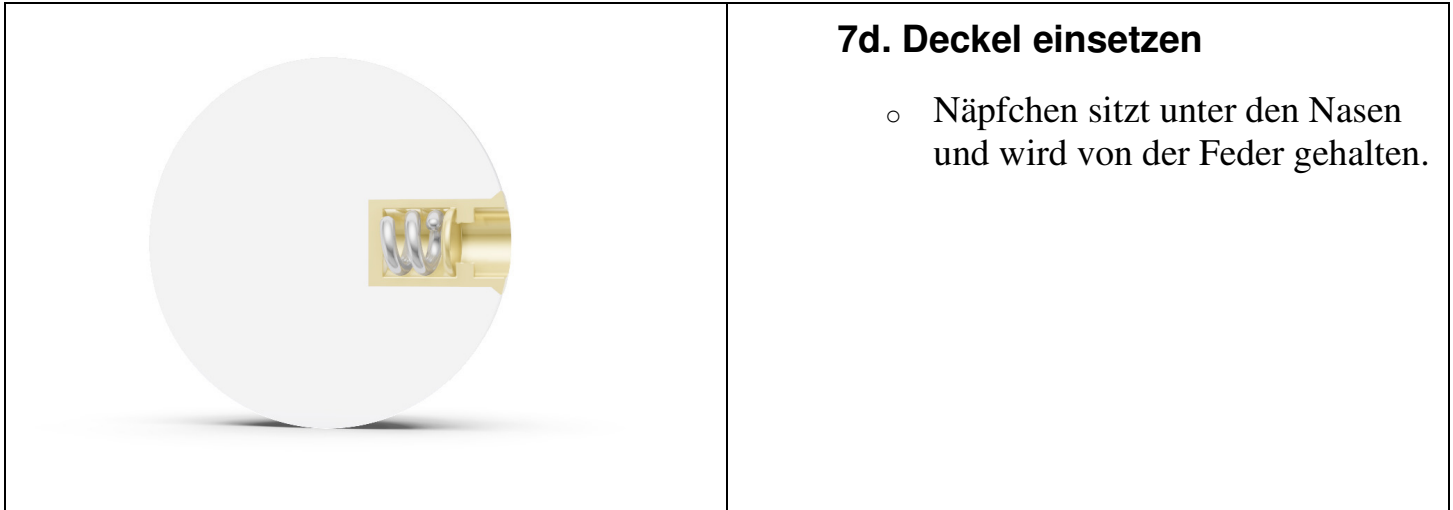 7d. Deckel einsetzen
○ Näpfchen sitzt unter den Nasen
und wird von der Feder gehalten.